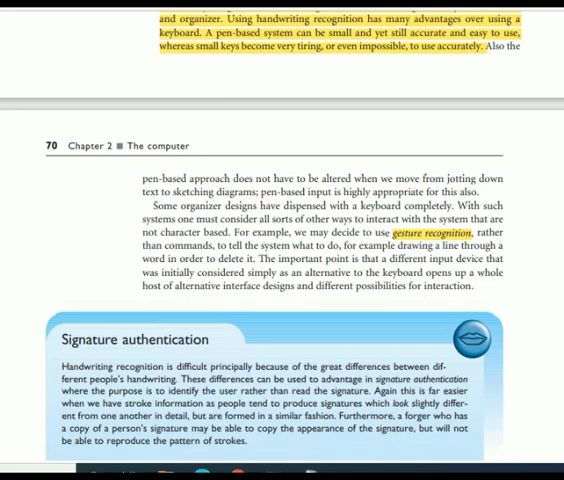 and organizer. Using handwriting recognition has many advantages over using a
keyboard. A pen-based system can be small and yet still accurate and easy to use,
whereas small keys become very tiring, or even impossible, to use accurately. Also the
70 Chapter 2 ■ The computer
pen-based approach does not have to be altered when we move from jotting down
text to sketching diagrams; pen-based input is highly appropriate for this also.
Some organizer designs have dispensed with a keyboard completely. With such
systems one must consider all sorts of other ways to interact with the system that are
not character based. For example, we may decide to use gesture recognition, rather
than commands, to tell the system what to do, for example drawing a line through a
word in order to delete it. The important point is that a different input device that
was initially considered simply as an alternative to the keyboard opens up a whole
host of alternative interface designs and different possibilities for interaction.
Signature authentication
Handwriting recognition is difficult principally because of the great differences between dif-
ferent people's handwriting. These differences can be used to advantage in signature authentication
where the purpose is to identify the user rather than read the signature. Again this is far easier
when we have stroke information as people tend to produce signatures which look slightly differ-
ent from one another in detail, but are formed in a similar fashion. Furthermore, a forger who has
a copy of a person's signature may be able to copy the appearance of the signature, but will not
be able to reproduce the pattern of strokes.